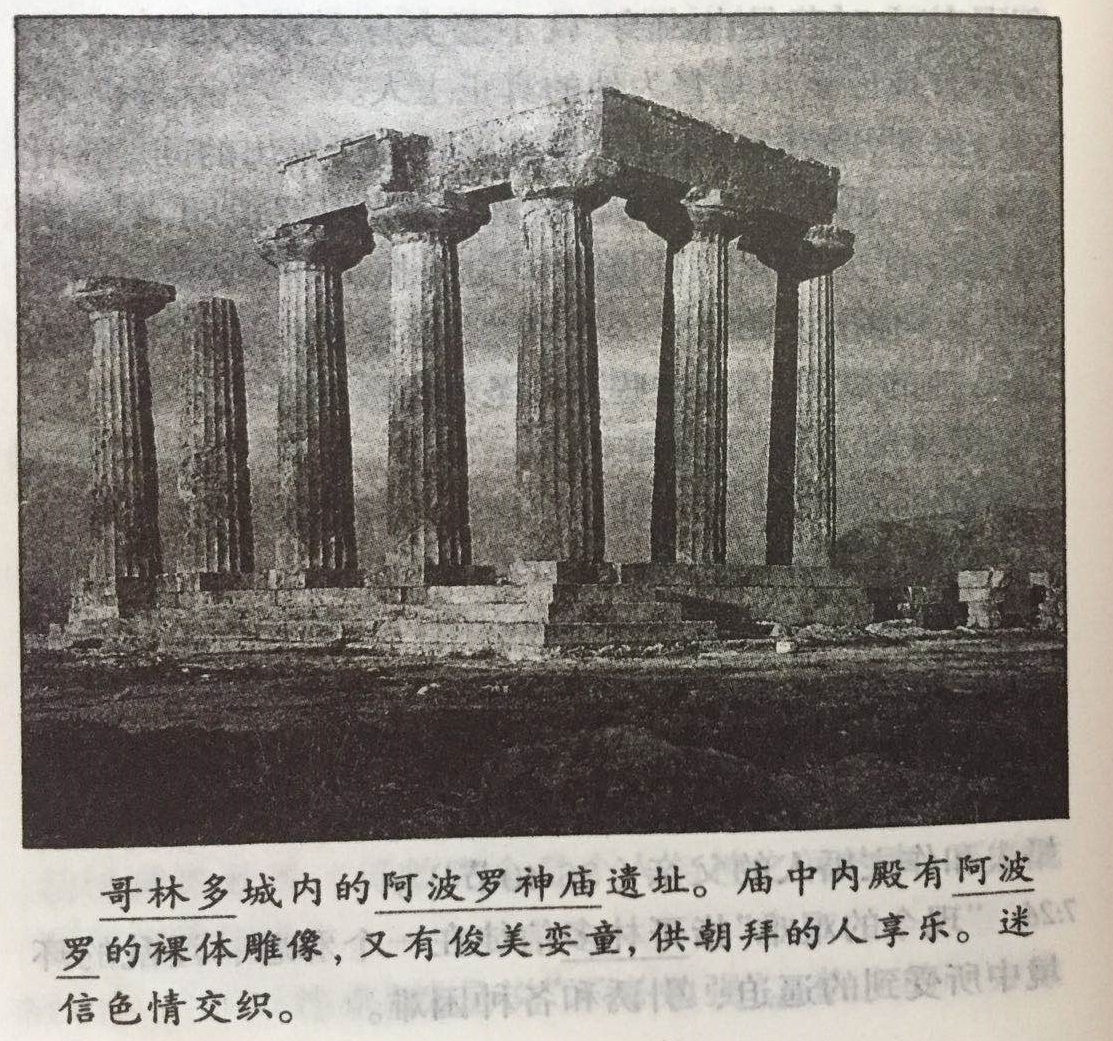 哥林多城内的阿波罗神庙遗址。庙中内殿有阿波
罗的裸体雕像，又有俊美娈童，供朝拜的人享乐。迷
信色情交织。